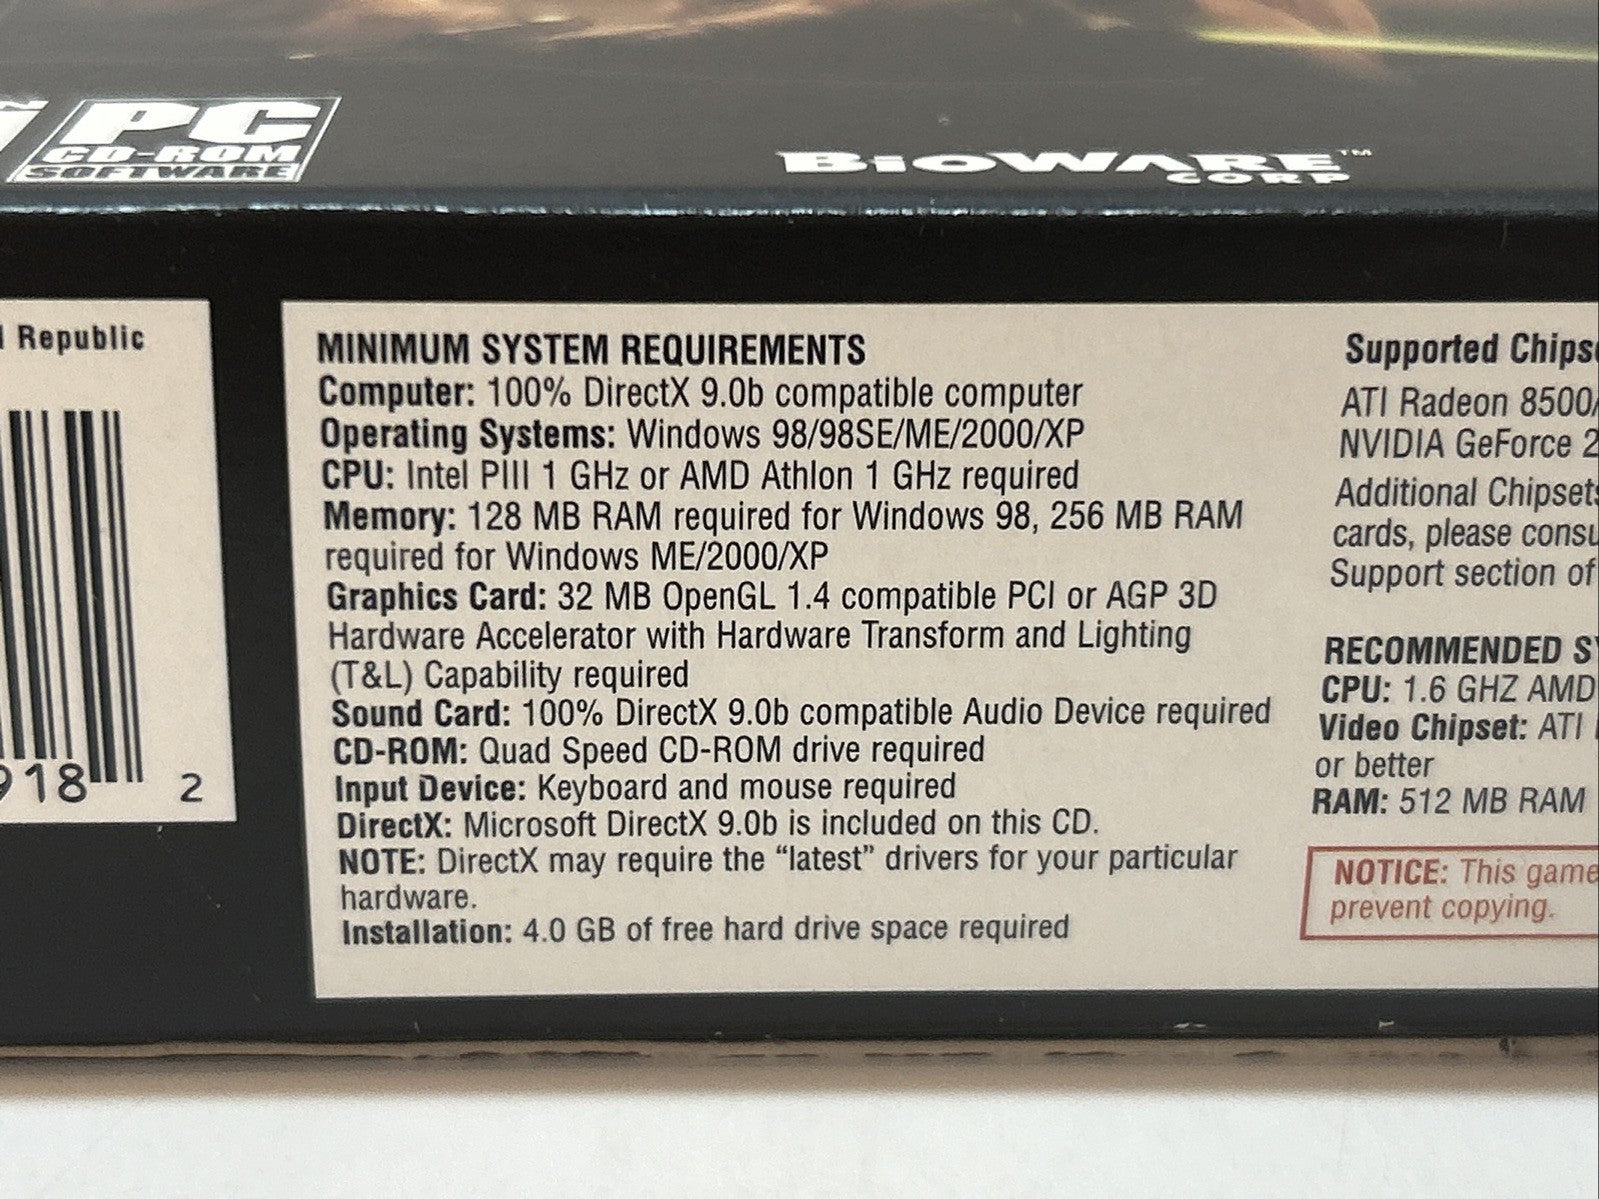 PC
CD-ROM
SOFTWARE
BIOWARE™
CORP
Republic
918 2
MINIMUM SYSTEM REQUIREMENTS
Computer: 100% DirectX 9.0b compatible computer
Operating Systems: Windows 98/98SE/ME/2000/XP
CPU: Intel PIII 1 GHz or AMD Athlon 1 GHz required
Memory: 128 MB RAM required for Windows 98, 256 MB RAM
required for Windows ME/2000/XP
Graphics Card: 32 MB OpenGL 1.4 compatible PCI or AGP 3D
Hardware Accelerator with Hardware Transform and Lighting
(T&L) Capability required
Sound Card: 100% DirectX 9.0b compatible Audio Device required
CD-ROM: Quad Speed CD-ROM drive required
Input Device: Keyboard and mouse required
DirectX: Microsoft DirectX 9.0b is included on this CD.
NOTE: DirectX may require the “latest” drivers for your particular
hardware.
Installation: 4.0 GB of free hard drive space required
Supported
ATI Radeon 8500/
NVIDIA GeForce 2
Additional
cards, please
Support section of
RECOMMENDED
CPU: 1.6 GHZ AMD
Video Chipset: ATI
or better
RAM: 512 MB RAM
NOTICE: This game
prevent copying.